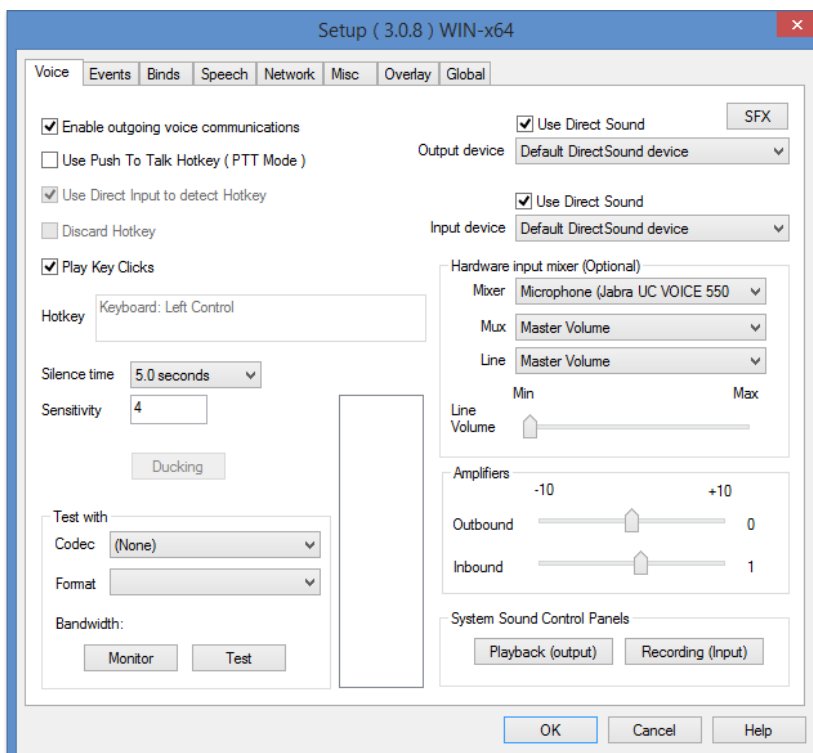 Setup ( 3.0.8 ) WIN-x64
Voice Events Binds Speech Network Misc Overlay Global
Enable outgoing voice communications
Use Push To Talk Hotkey ( PTT Mode )
Use Direct Input to detect Hotkey
Discard Hotkey
Play Key Clicks
Hotkey Keyboard: Left Control
Silence time 5.0 seconds
Sensitivity 4
Ducking
Test with
Codec (None)
Format
Bandwidth:
Monitor Test
Use Direct Sound SFX
Output device Default DirectSound device
Use Direct Sound
Input device Default DirectSound device
Hardware input mixer (Optional)
Mixer Microphone (Jabra UC VOICE 550
Mux Master Volume
Line Master Volume
Min Max
Line
Volume
Amplifiers
-10 +10
Outbound 0
Inbound 1
System Sound Control Panels
Playback (output) Recording (Input)
OK Cancel Help